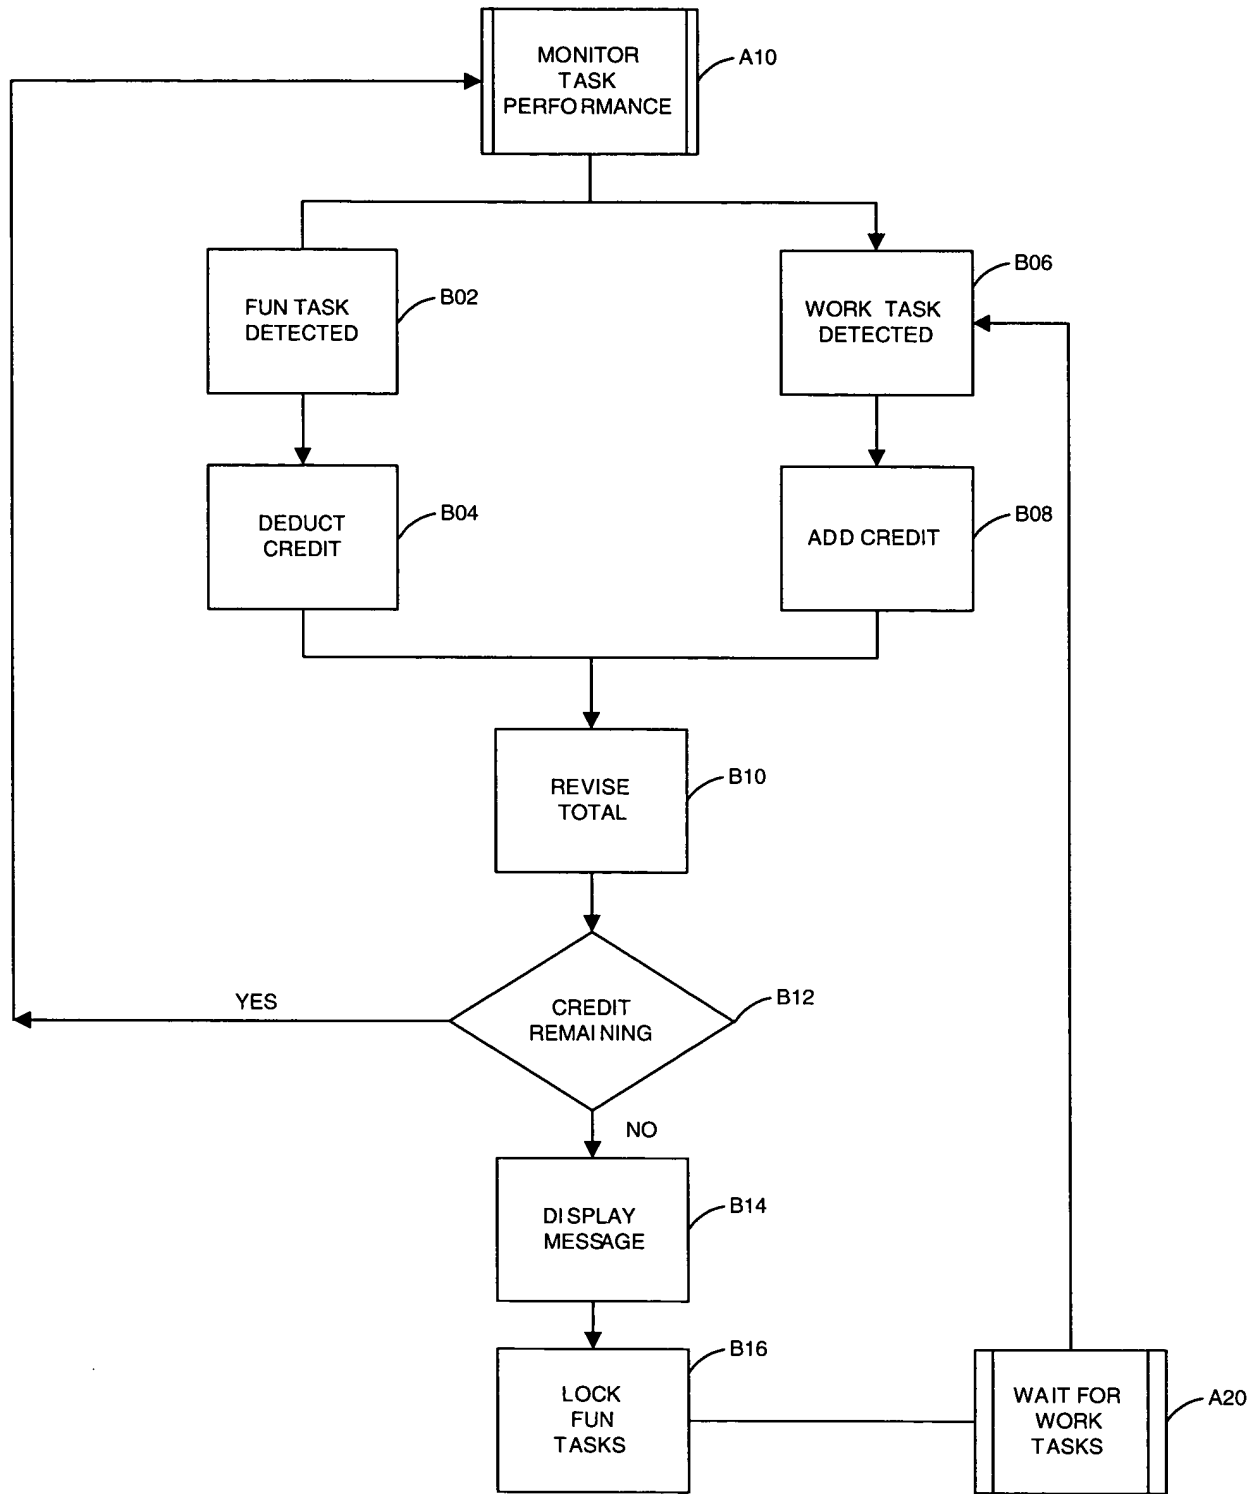 MONITOR
TASK
PERFORMANCE
A10
FUN TASK
DETECTED
B02
WORK TASK
DETECTED
B06
DEDUCT
CREDIT
B04
ADD CREDIT
B08
REVISE
TOTAL
B10
YES
CREDIT
REMAINING
B12
NO
DISPLAY
MESSAGE
B14
LOCK
FUN
TASKS
B16
WAIT FOR
WORK
TASKS
A20